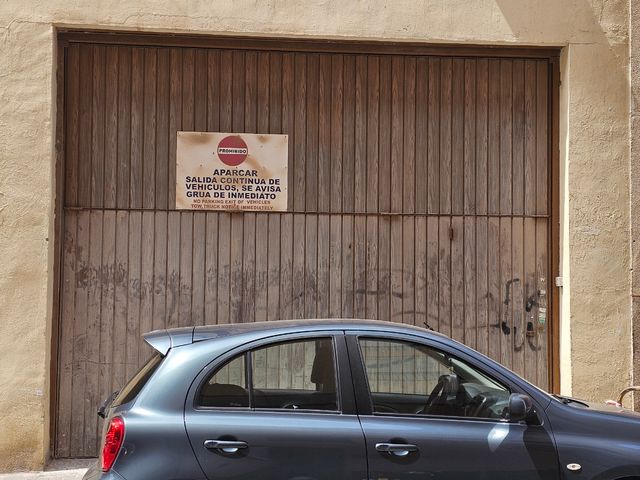 PROHIBIDO
APARCAR
SALIDA CONTINUA DE
VEHICULOS, SE AVISA
GRUA DE INMEDIATO
NO PARKING EXIT OF VEHICLES
TOW TRUCK NOTICE IMMEDIATELY